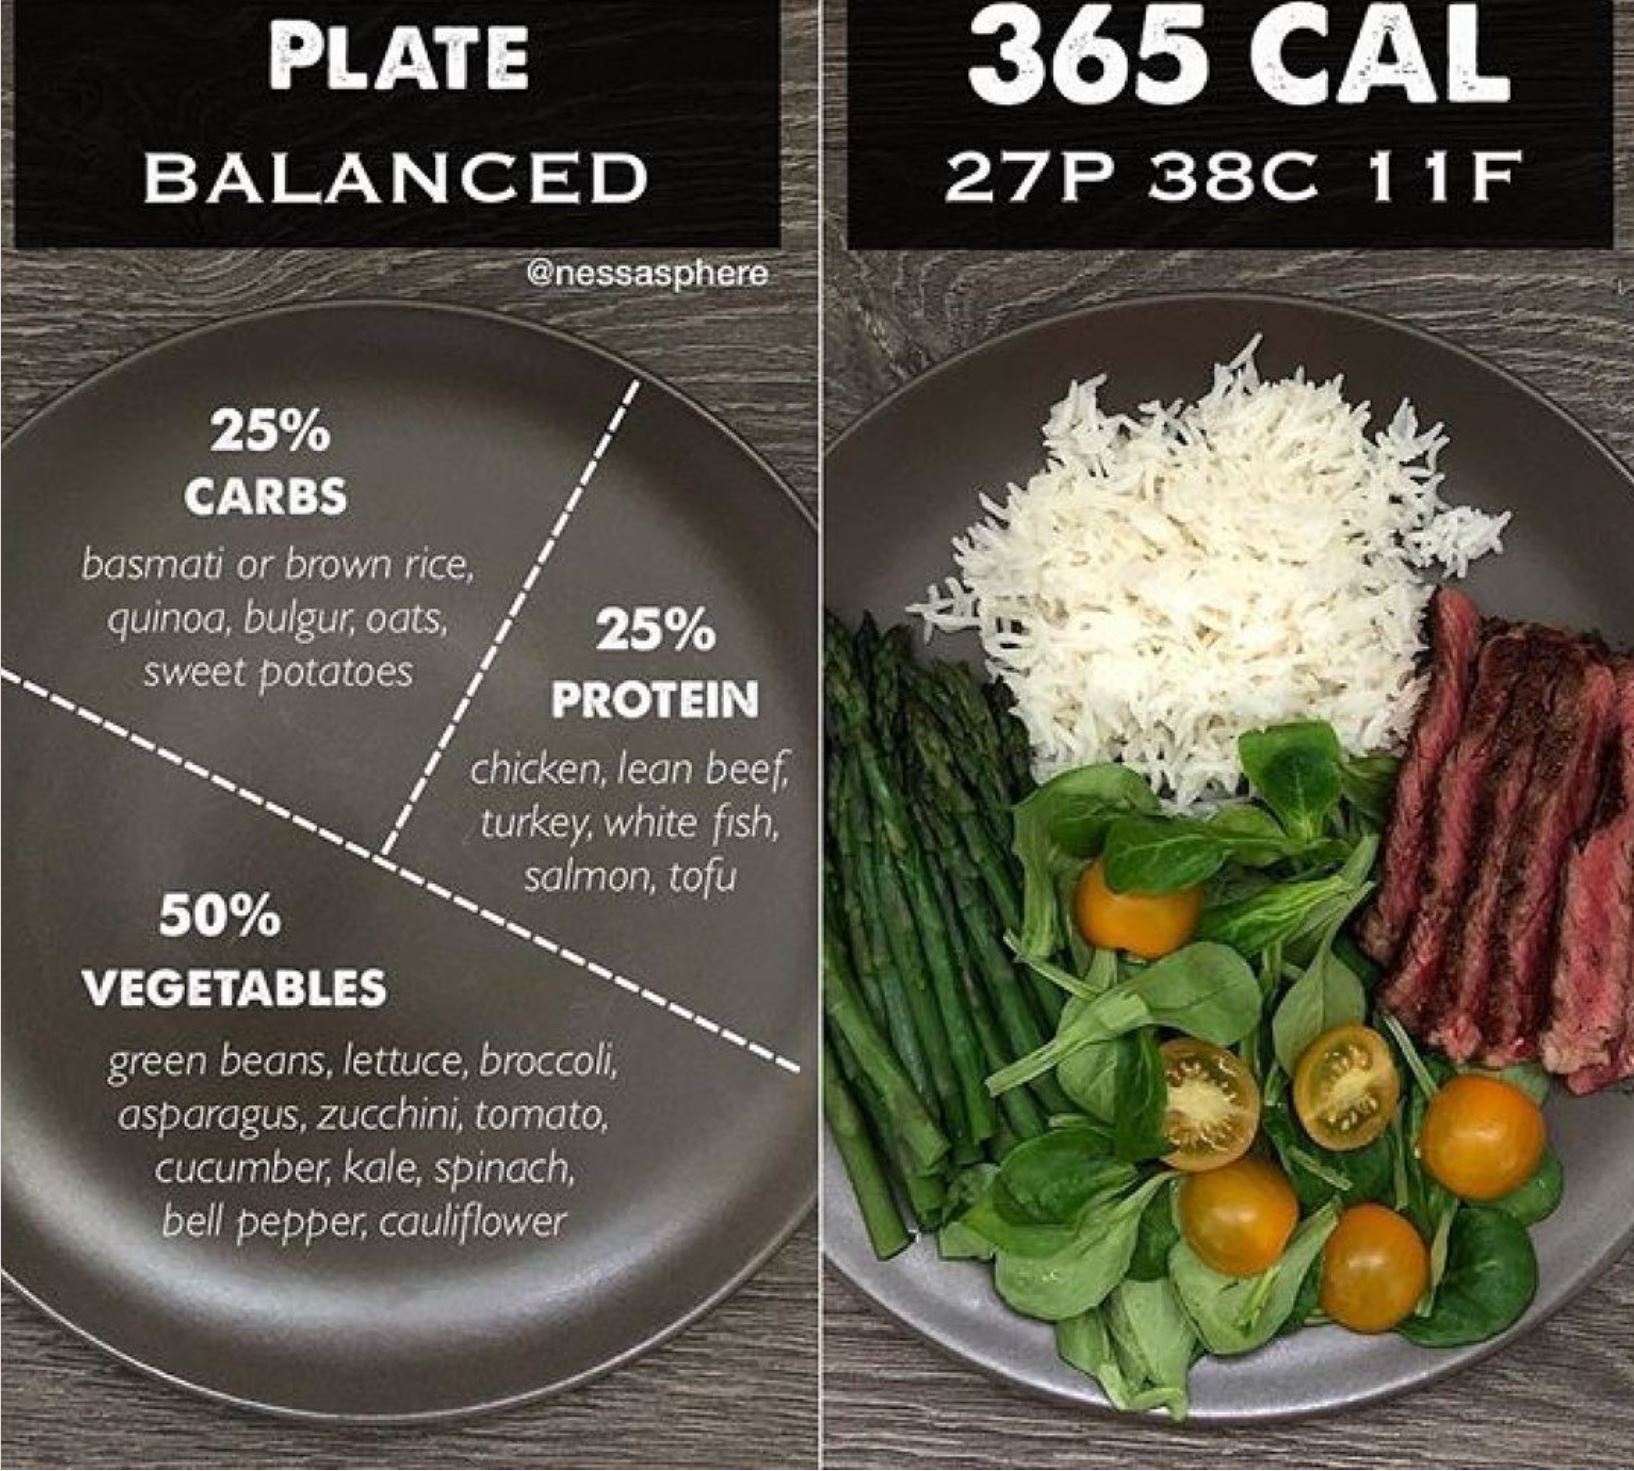 PLATE
BALANCED
@nessasphere
25%
CARBS
basmati or brown rice,
quinoa, bulgur, oats,
sweet potatoes
25%
PROTEIN
chicken, lean beef,
turkey, white fish,
salmon, tofu
50%
VEGETABLES
green beans, lettuce, broccoli,
asparagus, zucchini, tomato,
cucumber, kale, spinach,
bell pepper, cauliflower
365 CAL
27P 38C 11F